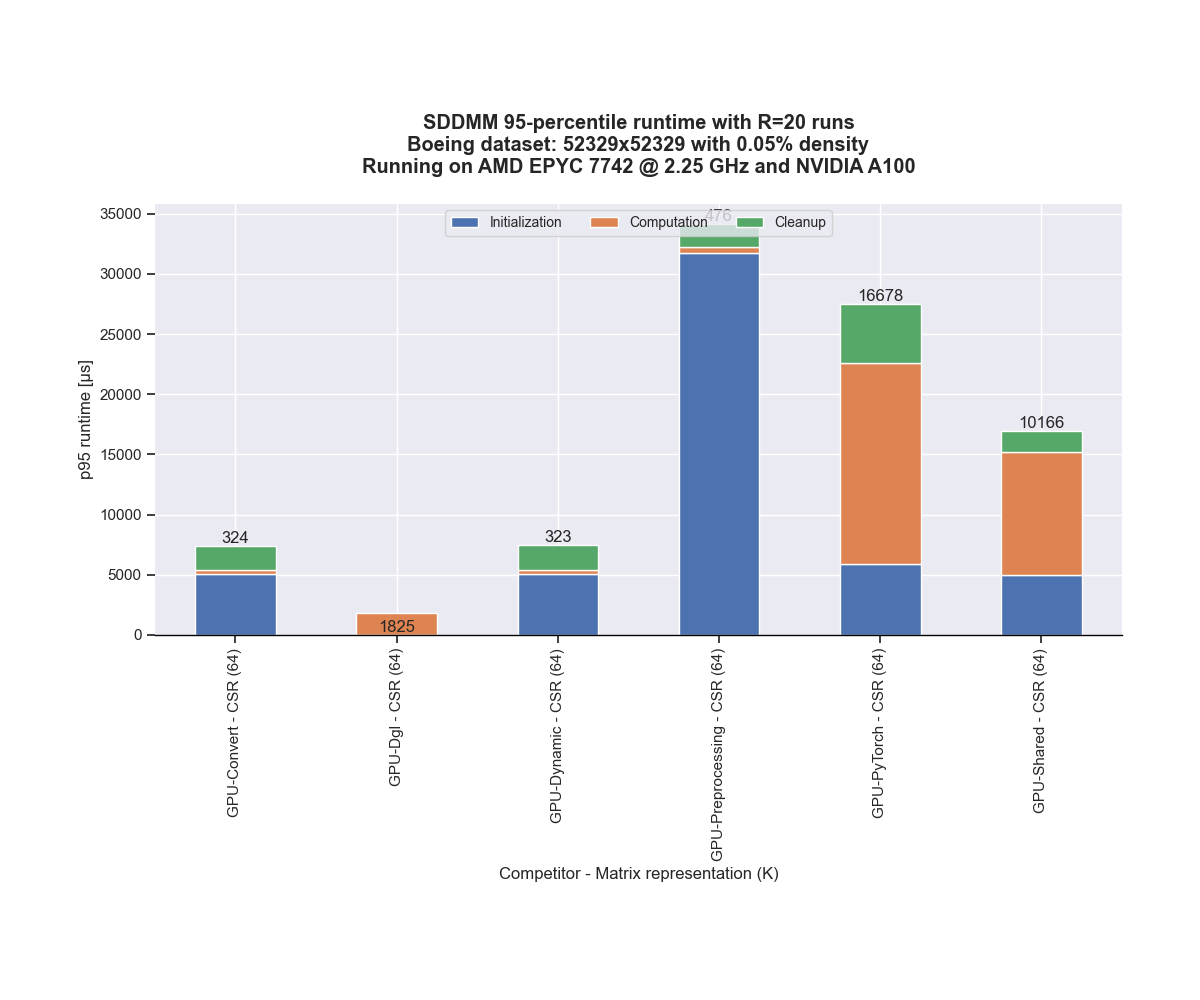 SDDMM 95-percentile runtime with R=20 runs
Boeing dataset: 52329x52329 with 0.05% density
Running on AMD EPYC 7742 @ 2.25 GHz and NVIDIA A100
Initialization Computation Cleanup
476
16678
10166
324
323
1825
35000
30000
25000
20000
15000
10000
5000
0
p95 runtime [µs]
GPU-Convert - CSR (64)
GPU-Dgl - CSR (64)
GPU-Dynamic - CSR (64)
GPU-Preprocessing - CSR (64)
GPU-PyTorch - CSR (64)
GPU-Shared - CSR (64)
Competitor - Matrix representation (K)